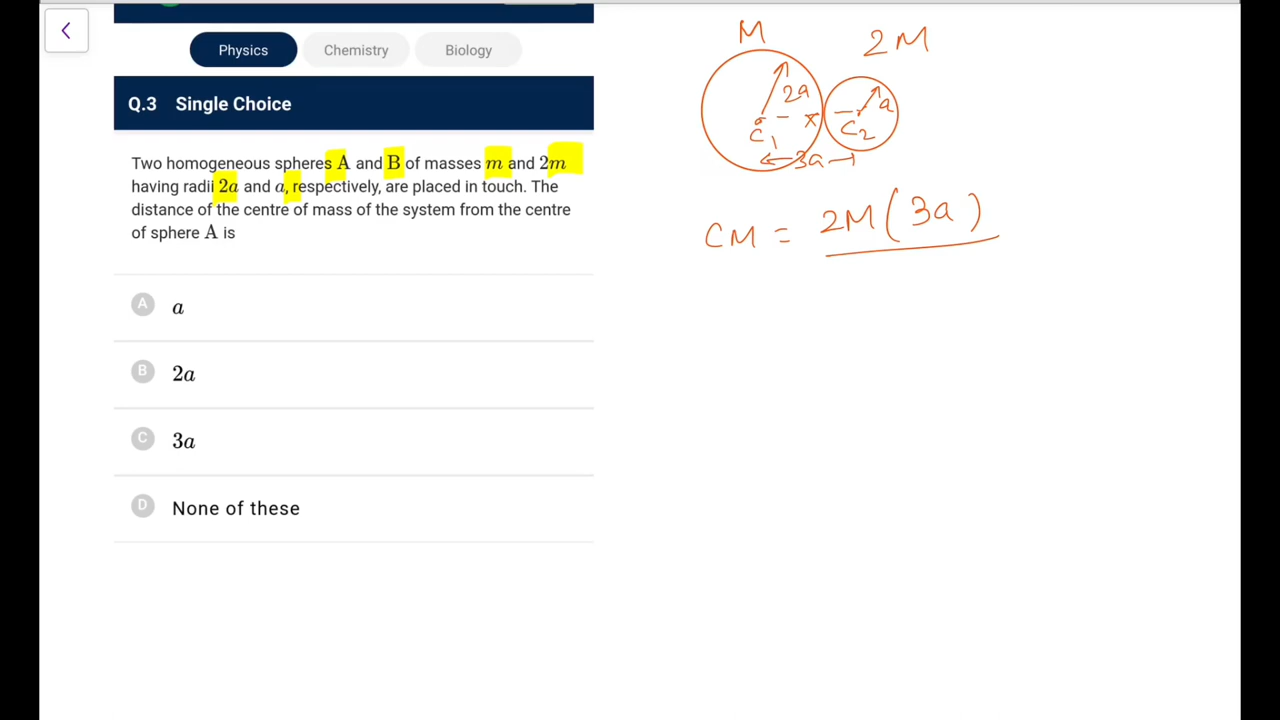 Physics Chemistry Biology
Q.3 Single Choice
Two homogeneous spheres A and B of masses m and 2m
having radii 2a and a, respectively, are placed in touch. The
distance of the centre of mass of the system from the centre
of sphere A is
A a
B 2a
C 3a
D None of these
M 2M
2a a
C1 x C2
3a
CM = 2M(3a)